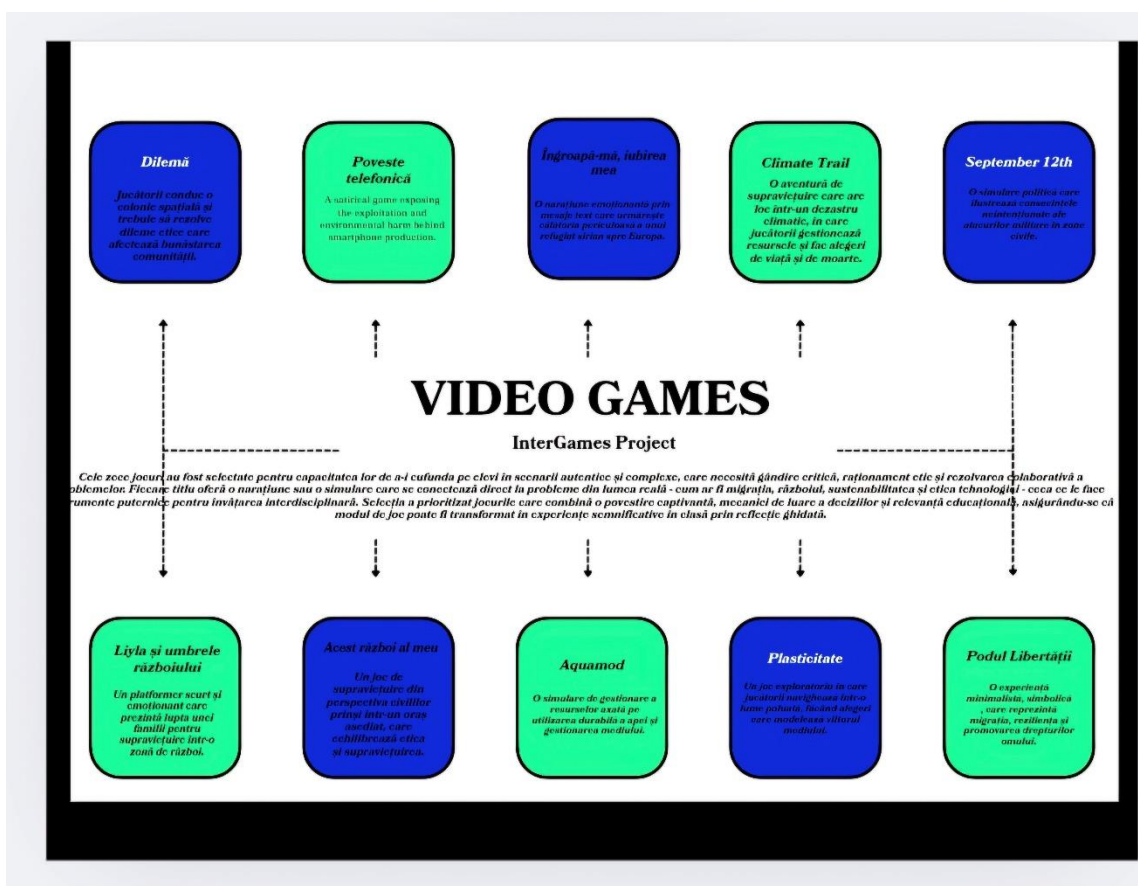 Dilemă
Jucătorii conduc o
colonie spațială și
trebuie să rezolve
dileme etice care
afectează bunăstarea
comunității.
Poveste
telefonică
A satirical game exposing
the exploitation and
environmental harm behind
smartphone production.
Îngroapă-mă, iubirea
mea
O narațiune emoționantă prin
mesaje text care urmărește
călătoria periculoasă a unui
refugiat sirian spre Europa.
Climate Trail
O aventură de
supraviețuire care are
loc într-un dezastru
climatic, în care
jucătorii gestionează
resursele și fac alegeri
de viață și de moarte.
September 12th
O simulare politică care
ilustrează consecințele
neintenționate ale
atacurilor militare în zone
civile.
VIDEO GAMES
InterGames Project
Cele zece jocuri au fost selectate pentru capacitatea lor de a-i cufunda pe elevi în scenarii autentice și complexe, care necesită gândire critică, raționament etic și rezolvarea colaborativă a
oblemelor. Fiecare titlu oferă o narațiune sau o simulare care se conectează direct la probleme din lumea reală - cum ar fi migrația, războiul, sustenabilitatea și etica tehnologiei - ceea ce le face
rumente puternice pentru învățarea interdisciplinară. Selecția a prioritizat jocurile care combină o povestire captivantă, mecanici de luare a deciziilor și relevanță educațională, asigurându-se că
modul de joc poate fi transformat în experiențe semnificative în clasă prin reflecție ghidată.
Liyla și umbrele
războiului
Un platformer scurt și
emoționant care
prezintă lupta unei
familii pentru
supraviețuire într-o
zonă de război.
Acest război al meu
Un joc de
supraviețuire din
perspectiva civililor
prinși într-un oraș
asediat, care
echilibrează etica
și supraviețuirea.
Aquamod
O simulare de gestionare a
resurselor axată pe
utilizarea durabilă a apei și
gestionarea mediului.
Plasticitate
Un joc exploratoriu în care
jucătorii navighează într-o
lume poluată, făcând alegeri
care modelează viitorul
mediului.
Podul Libertății
O experiență
minimalistă, simbolică
, care reprezintă
migrația, reziliența și
promovarea drepturilor
omului.